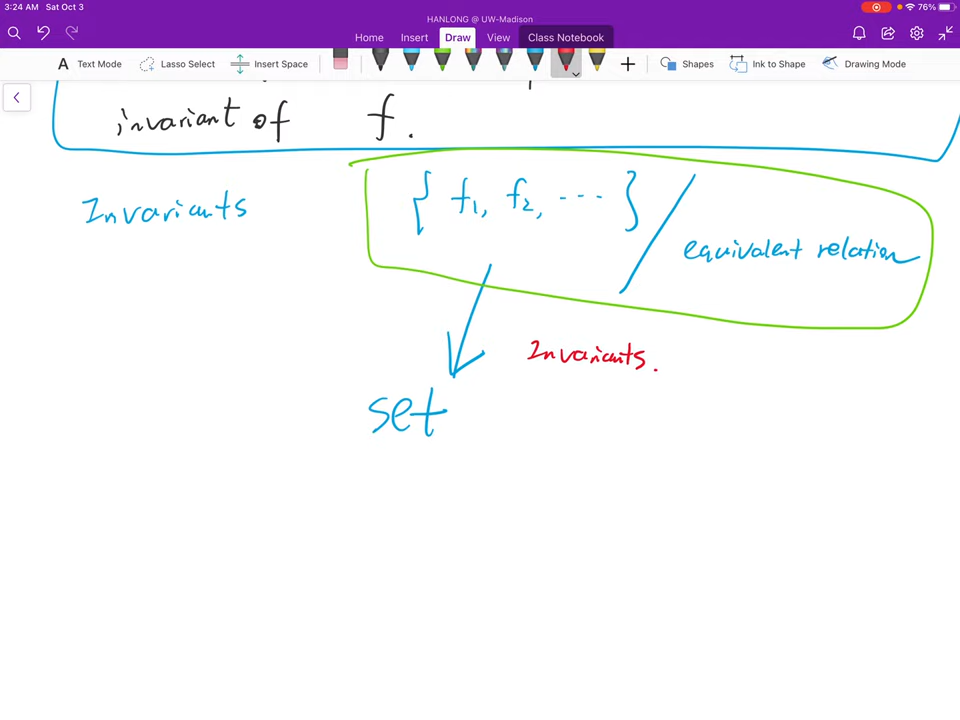 3:24 AM Sat Oct 3
76%
HANLONG @ UW-Madison
Home Insert Draw View Class Notebook
A Text Mode Lasso Select Insert Space Shapes Ink to Shape Drawing Mode
invariant of f.
Invariants { f1, f2, --- } /
equivalent relation
Invariants.
set